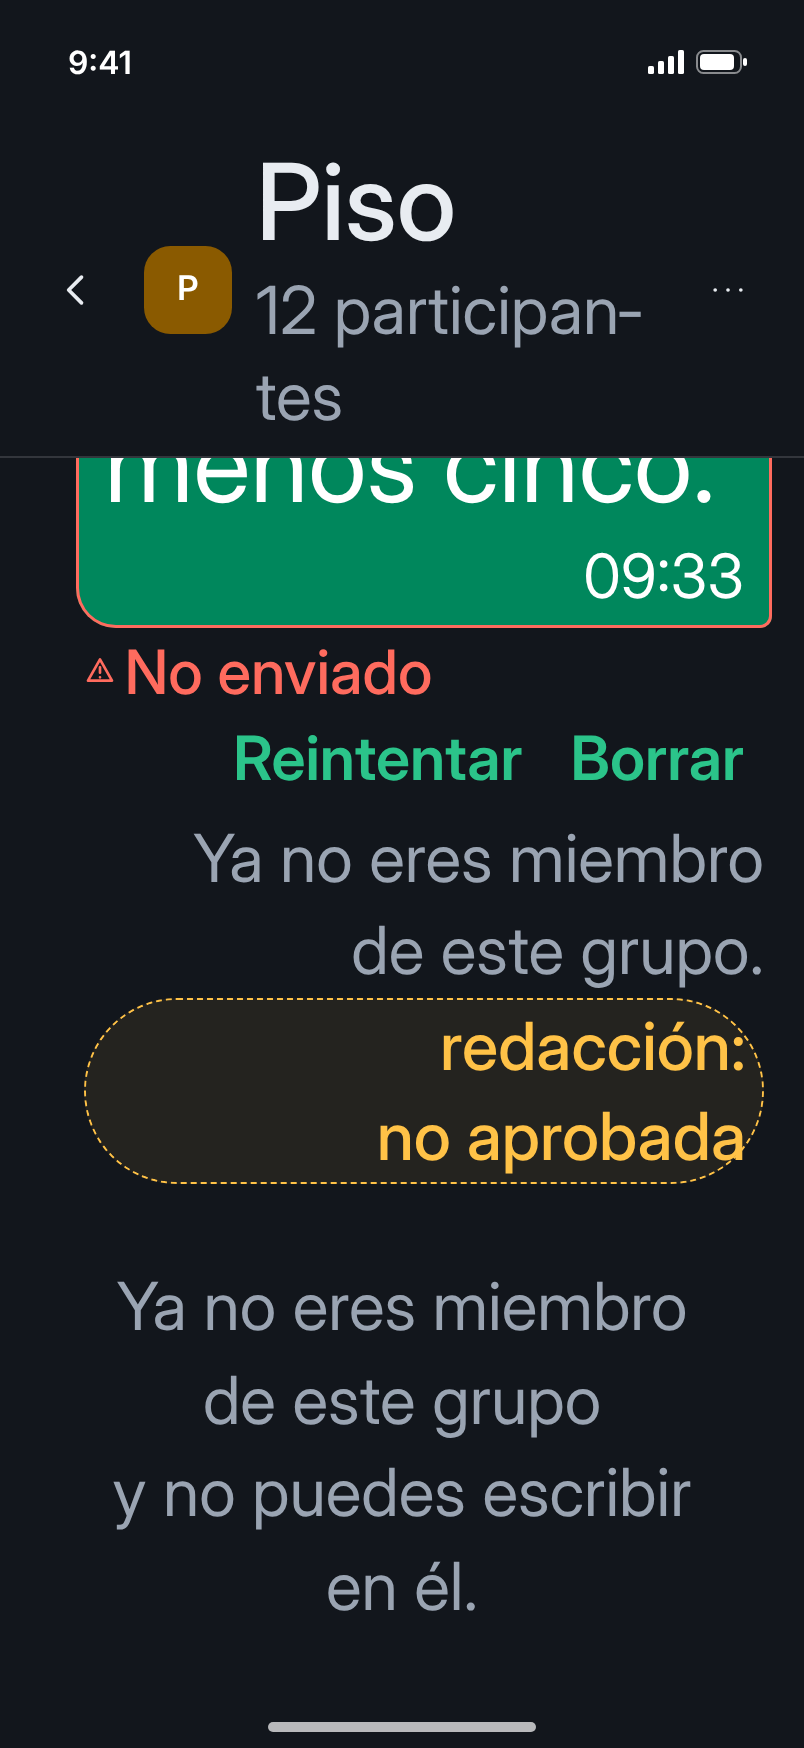 9:41
Piso
P
12 participan-
tes
...
menos cinco.
09:33
No enviado
Reintentar Borrar
Ya no eres miembro
de este grupo.
redacción:
no aprobada
Ya no eres miembro
de este grupo
y no puedes escribir
en él.